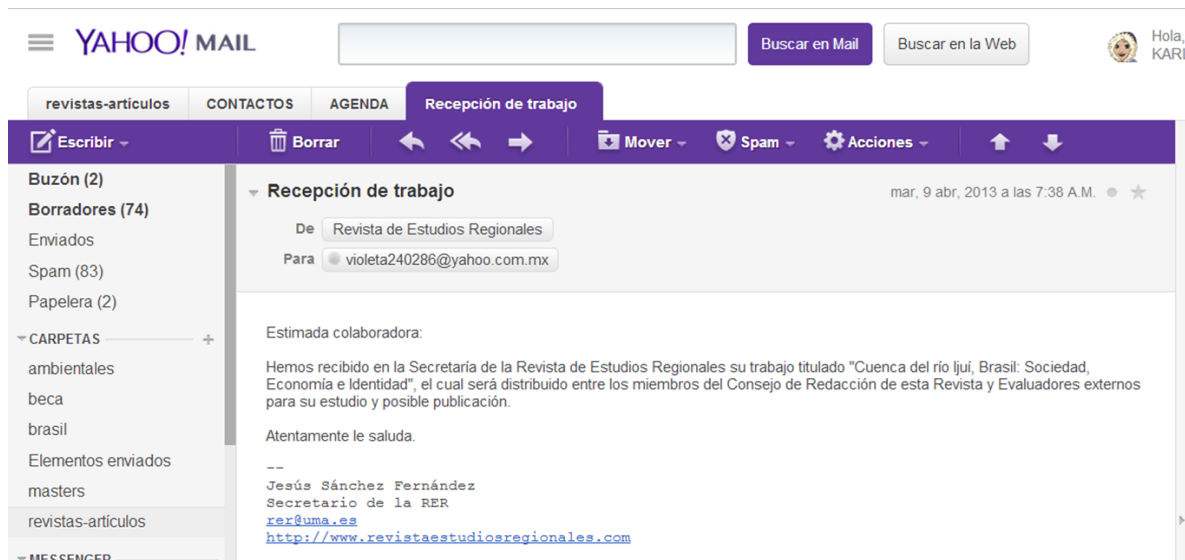 YAHOO! MAIL
Buscar en Mail
Buscar en la Web
Hola,
KARL
revistas-artículos
CONTACTOS
AGENDA
Recepción de trabajo
Escribir
Borrar
Mover
Spam
Acciones
Buzón (2)
Borradores (74)
Enviados
Spam (83)
Papelera (2)
CARPETAS
ambientales
beca
brasil
Elementos enviados
masters
revistas-artículos
MESSENGER
Recepción de trabajo
mar, 9 abr, 2013 a las 7:38 A.M.
De Revista de Estudios Regionales
Para violeta240286@yahoo.com.mx
Estimada colaboradora:
Hemos recibido en la Secretaría de la Revista de Estudios Regionales su trabajo titulado "Cuenca del río Ijuí, Brasil: Sociedad,
Economía e Identidad", el cual será distribuido entre los miembros del Consejo de Redacción de esta Revista y Evaluadores externos
para su estudio y posible publicación.
Atentamente le saluda.
--
Jesús Sánchez Fernández
Secretario de la RER
rer@uma.es
http://www.revistaestudiosregionales.com